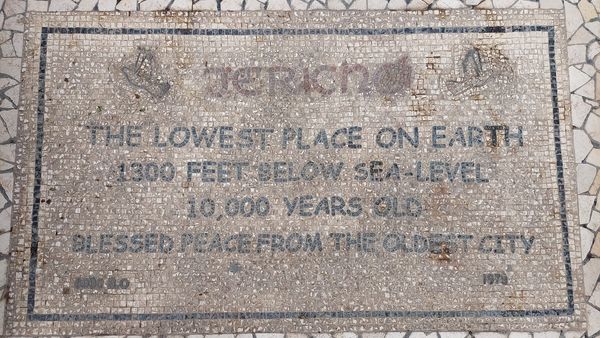 JERICHO
THE LOWEST PLACE ON EARTH
1300 FEET BELOW SEA-LEVEL
10,000 YEARS OLD
BLESSED PEACE FROM THE OLDEST CITY